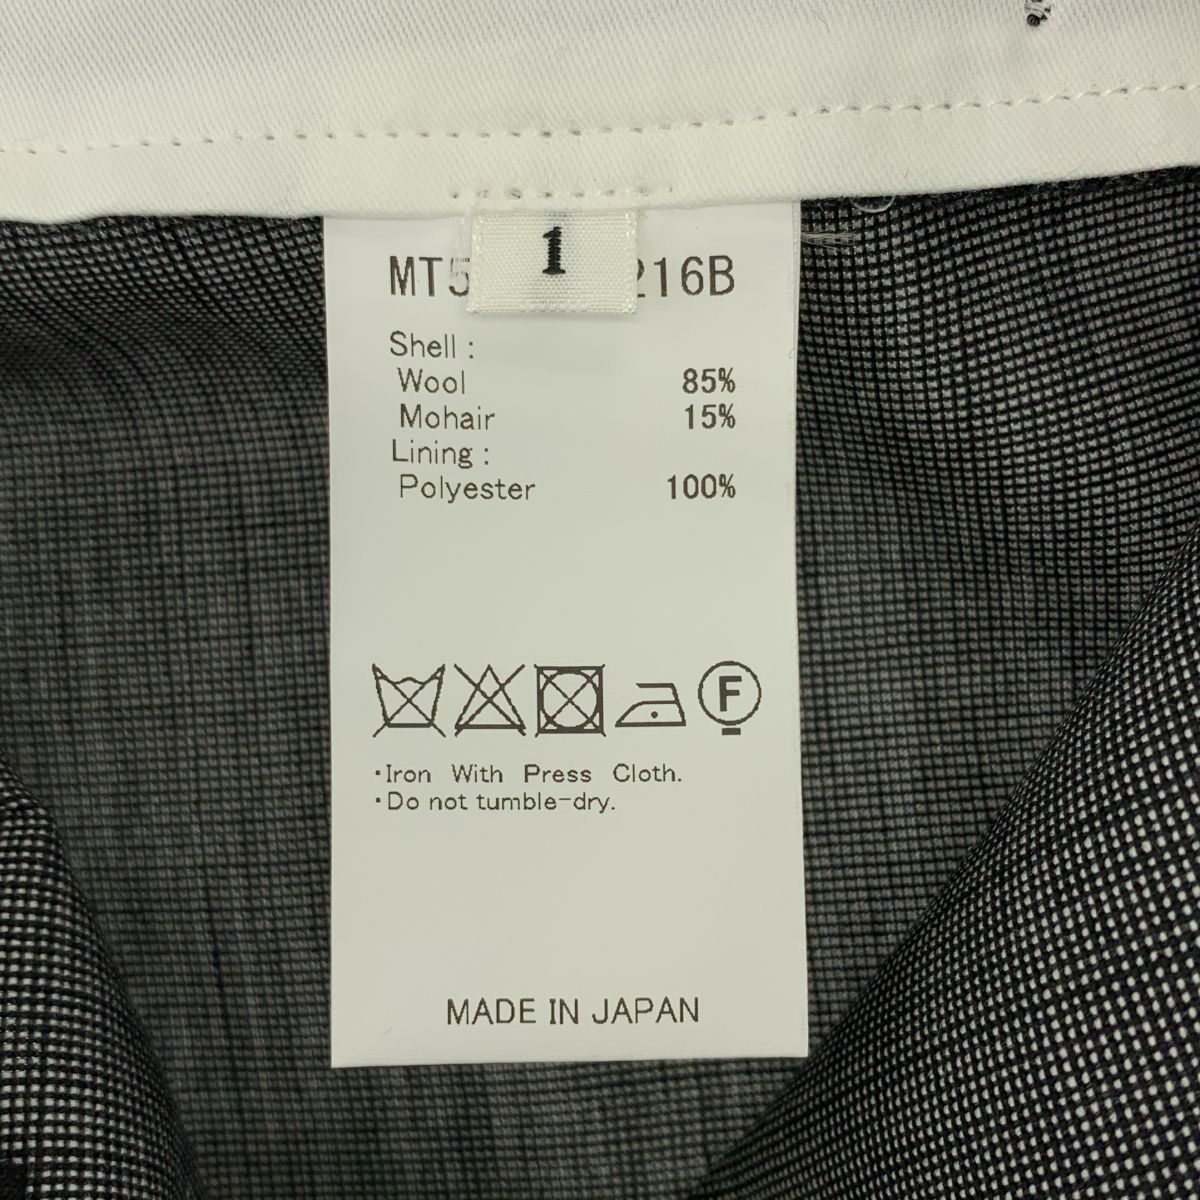 1
MT5 216B
Shell :
Wool 85%
Mohair 15%
Lining :
Polyester 100%
F
・Iron With Press Cloth.
・Do not tumble-dry.
MADE IN JAPAN